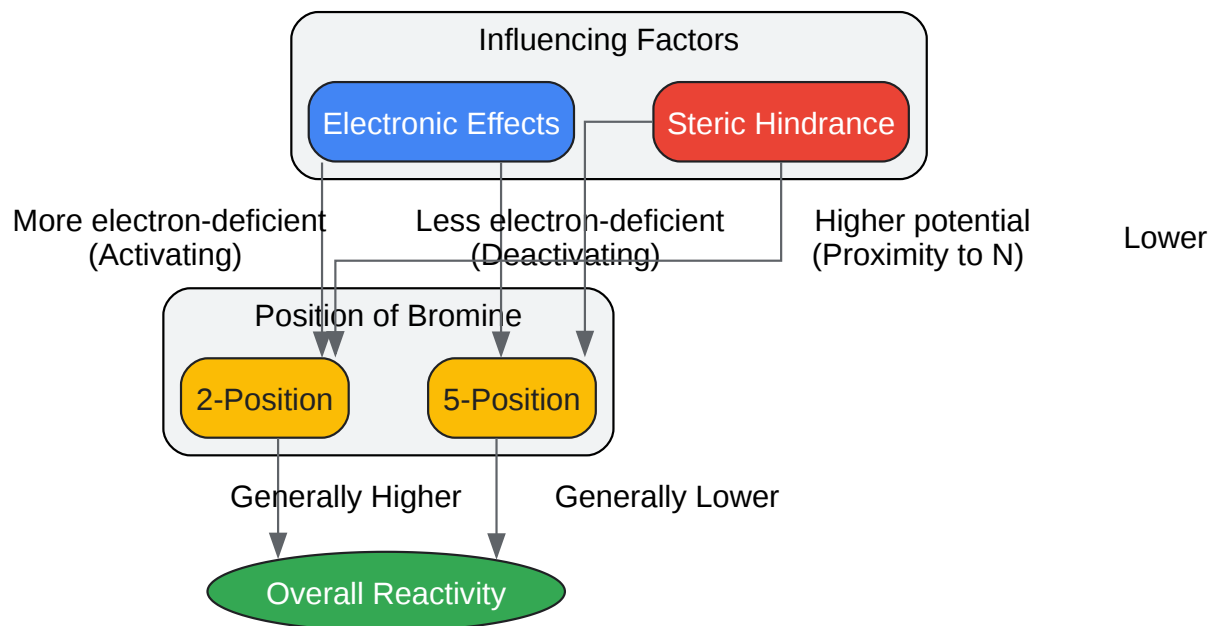 Influencing Factors
Electronic Effects
Steric Hindrance
More electron-deficient
(Activating)
Less electron-deficient
(Deactivating)
Higher potential
(Proximity to N)
Lower
Position of Bromine
2-Position
5-Position
Generally Higher
Generally Lower
Overall Reactivity